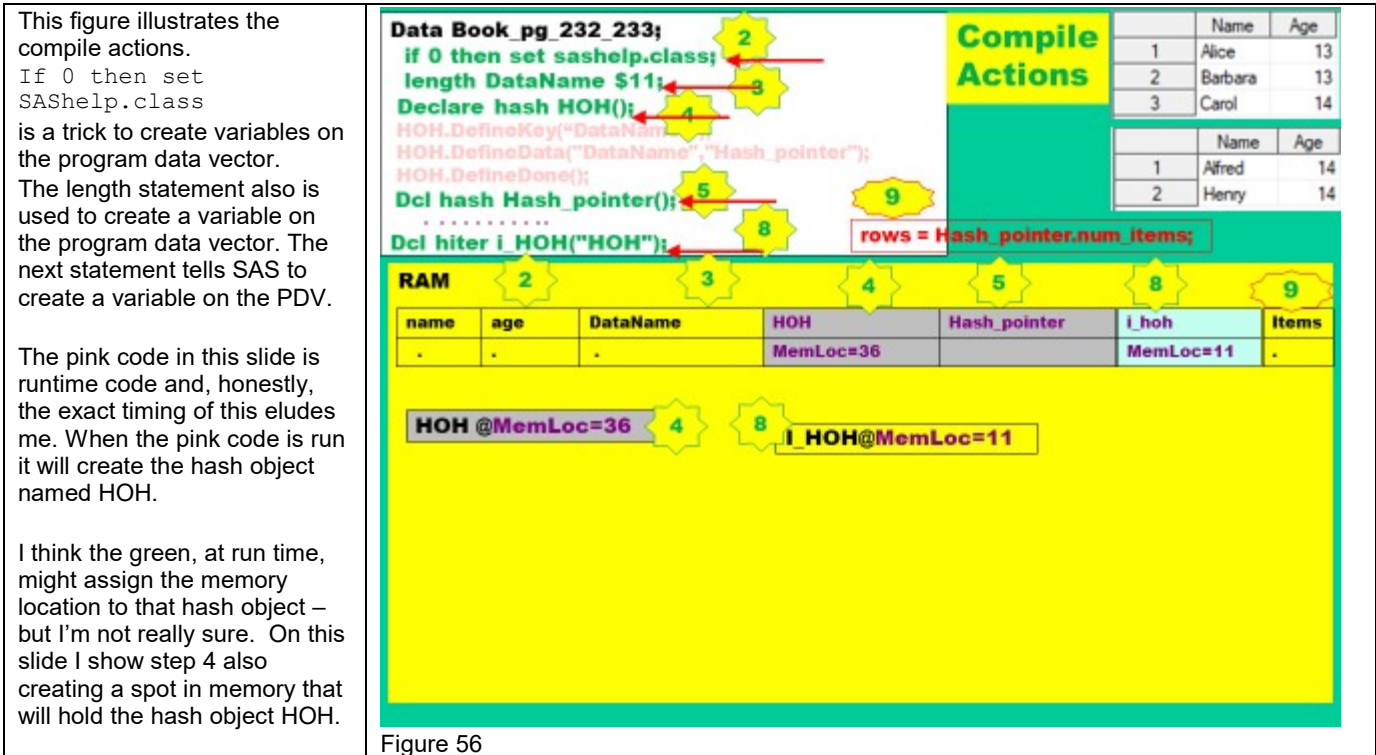 This figure illustrates the
compile actions.
If 0 then set
SAShelp.class
is a trick to create variables on
the program data vector.
The length statement also is
used to create a variable on
the program data vector. The
next statement tells SAS to
create a variable on the PDV.
The pink code in this slide is
runtime code and, honestly,
the exact timing of this eludes
me. When the pink code is run
it will create the hash object
named HOH.
I think the green, at run time,
might assign the memory
location to that hash object –
but I'm not really sure. On this
slide I show step 4 also
creating a spot in memory that
will hold the hash object HOH.
Data Book_pg_232_233;
if 0 then set sashelp.class; 2
length DataName $11; 3
Declare hash HOH(); 4
HOH.DefineKey("DataNam
HOH.DefineData("DataName","Hash_pointer");
HOH.DefineDone();
Dcl hash Hash_pointer(); 5
. . . . . . . . . .
Dcl hiter i_HOH("HOH"); 8
Compile
Actions
Name Age
1 Alice 13
2 Barbara 13
3 Carol 14
Name Age
1 Alfred 14
2 Henry 14
9
rows = Hash_pointer.num_items;
RAM 2 3 4 5 8 9
name age DataName HOH Hash_pointer i_hoh Items
. . . MemLoc=36 MemLoc=11 .
HOH @MemLoc=36 4 8 I_HOH@MemLoc=11
Figure 56